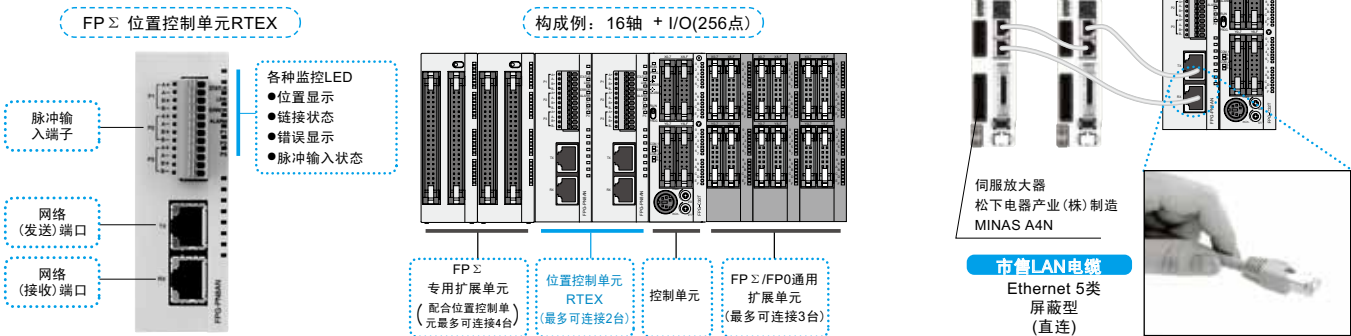 FPΣ 位置控制单元RTEX
脉冲输
入端子
网络
(发送)端口
网络
(接收)端口
各种监控LED
●位置显示
●链接状态
●错误显示
●脉冲输入状态
构成例：16轴 + I/O(256点)
FPΣ
专用扩展单元
(配合位置控制单
元最多可连接4台)
位置控制单元
RTEX
(最多可连接2台)
控制单元
FPΣ/FP0通用
扩展单元
(最多可连接3台)
伺服放大器
松下电器产业(株)制造
MINAS A4N
市售LAN电缆
Ethernet 5类
屏蔽型
(直连)